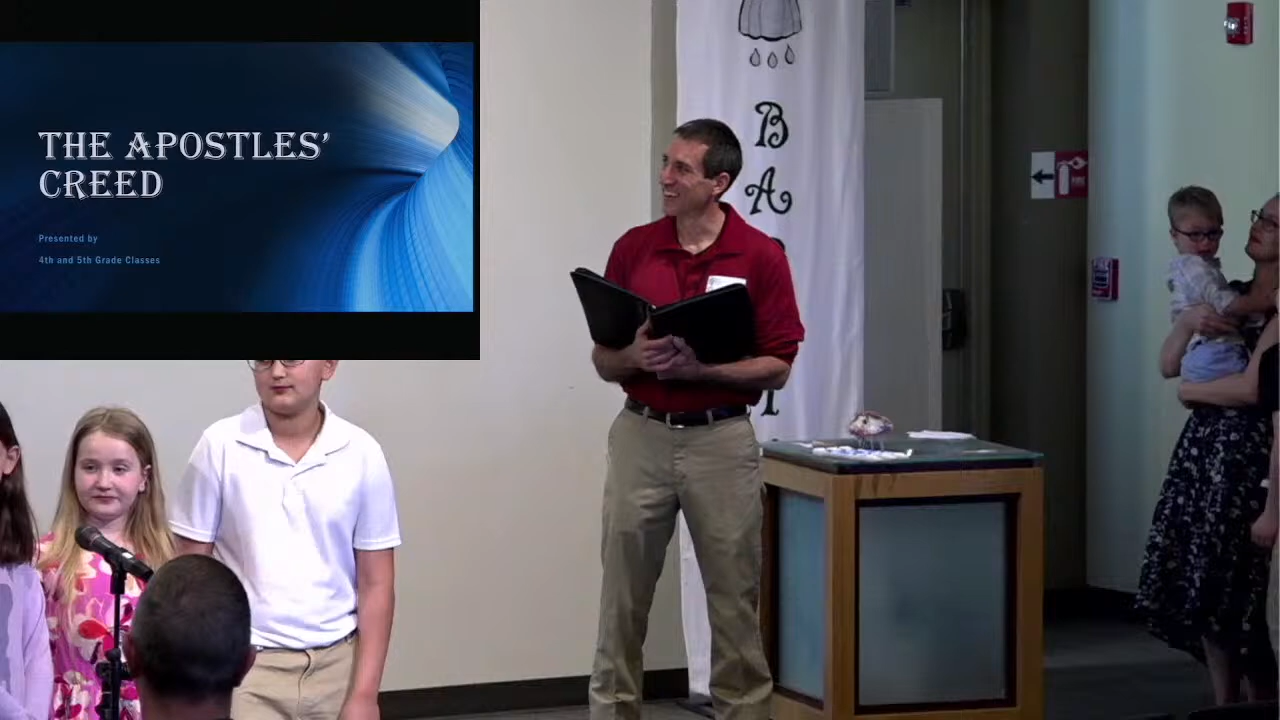 THE APOSTLES'
CREED
Presented by
4th and 5th Grade Classes
B
A